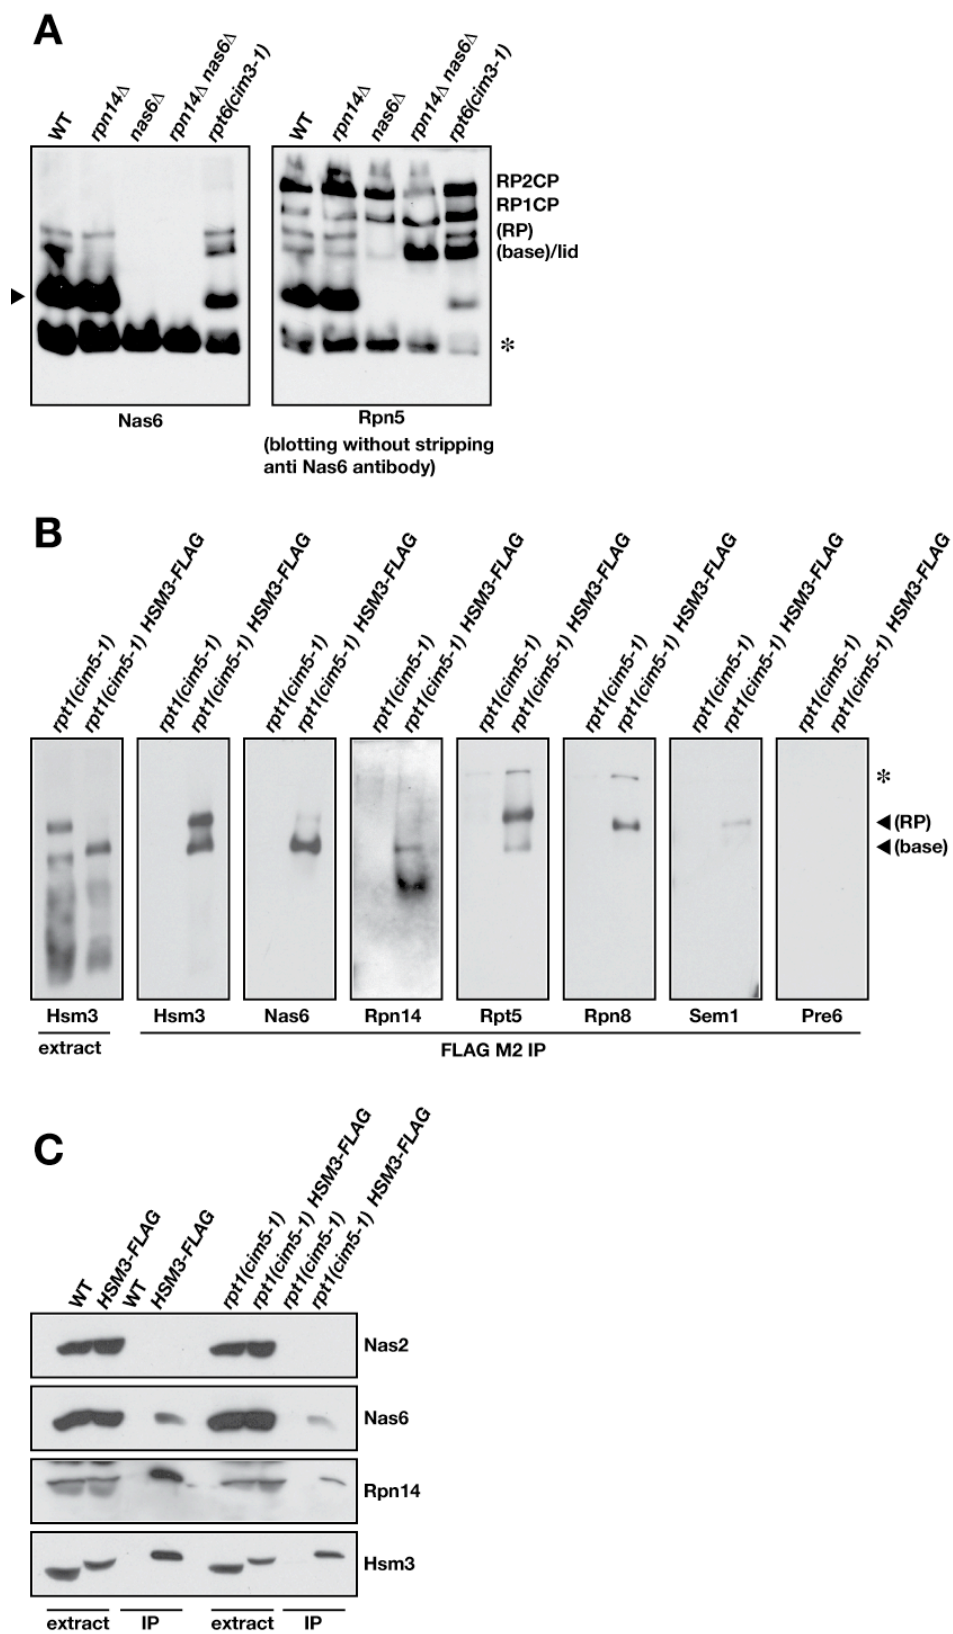 A
WT
rpn14Δ
nas6Δ
rpn14Δ nas6Δ
rpt6(cim3-1)
WT
rpn14Δ
nas6Δ
rpn14Δ nas6Δ
rpt6(cim3-1)
RP2CP
RP1CP
(RP)
(base)/lid
*
Nas6
Rpn5
(blotting without stripping
anti Nas6 antibody)
B
rpt1(cim5-1)
rpt1(cim5-1) HSM3-FLAG
rpt1(cim5-1)
rpt1(cim5-1) HSM3-FLAG
rpt1(cim5-1)
rpt1(cim5-1) HSM3-FLAG
rpt1(cim5-1)
rpt1(cim5-1) HSM3-FLAG
rpt1(cim5-1)
rpt1(cim5-1) HSM3-FLAG
rpt1(cim5-1)
rpt1(cim5-1) HSM3-FLAG
rpt1(cim5-1)
rpt1(cim5-1) HSM3-FLAG
rpt1(cim5-1)
rpt1(cim5-1) HSM3-FLAG
*
(RP)
(base)
Hsm3 Hsm3 Nas6 Rpn14 Rpt5 Rpn8 Sem1 Pre6
extract FLAG M2 IP
C
WT
HSM3-FLAG
WT
HSM3-FLAG
rpt1(cim5-1)
rpt1(cim5-1) HSM3-FLAG
rpt1(cim5-1)
rpt1(cim5-1) HSM3-FLAG
Nas2
Nas6
Rpn14
Hsm3
extract IP extract IP